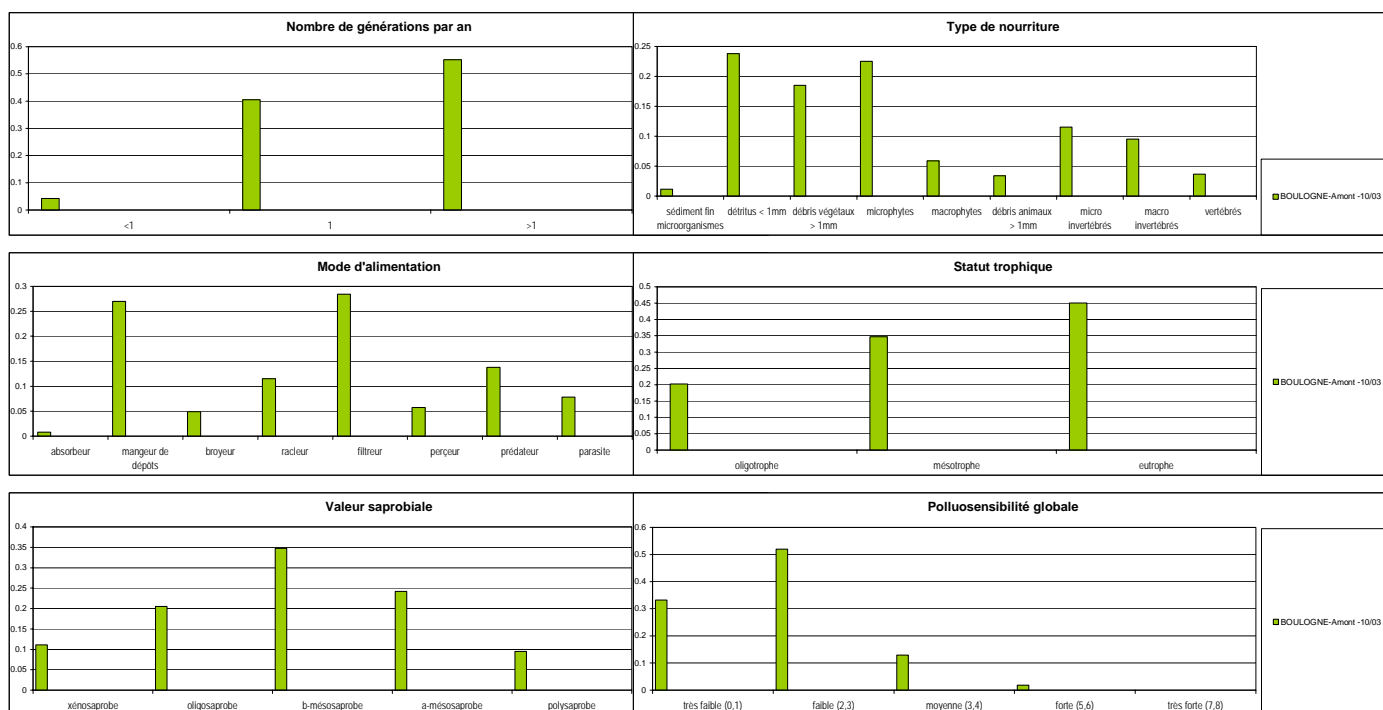 Nombre de générations par an
0.6
0.5
0.4
0.3
0.2
0.1
0
<1 1 >1
Type de nourriture
0.25
0.2
0.15
0.1
0.05
0
sédiment fin détritus < 1mm débris végétaux microphytes macrophytes débris animaux micro macro vertébrés
microorganismes > 1mm > 1mm invertébrés invertébrés
BOULOGNE-Amont -10/03
Mode d'alimentation
0.3
0.25
0.2
0.15
0.1
0.05
0
absorbeur mangeur de broyeur racleur filtreur perçeur prédateur parasite
dépôts
Statut trophique
0.5
0.45
0.4
0.35
0.3
0.25
0.2
0.15
0.1
0.05
0
oligotrophe mésotrophe eutrophe
BOULOGNE-Amont -10/03
Valeur saprobiale
0.4
0.35
0.3
0.25
0.2
0.15
0.1
0.05
0
xénosaprobe oligosaprobe b-mésosaprobe a-mésosaprobe polysaprobe
Polluosensibilité globale
0.6
0.5
0.4
0.3
0.2
0.1
0
très faible (0,1) faible (2,3) moyenne (3,4) forte (5,6) très forte (7,8)
BOULOGNE-Amont -10/03